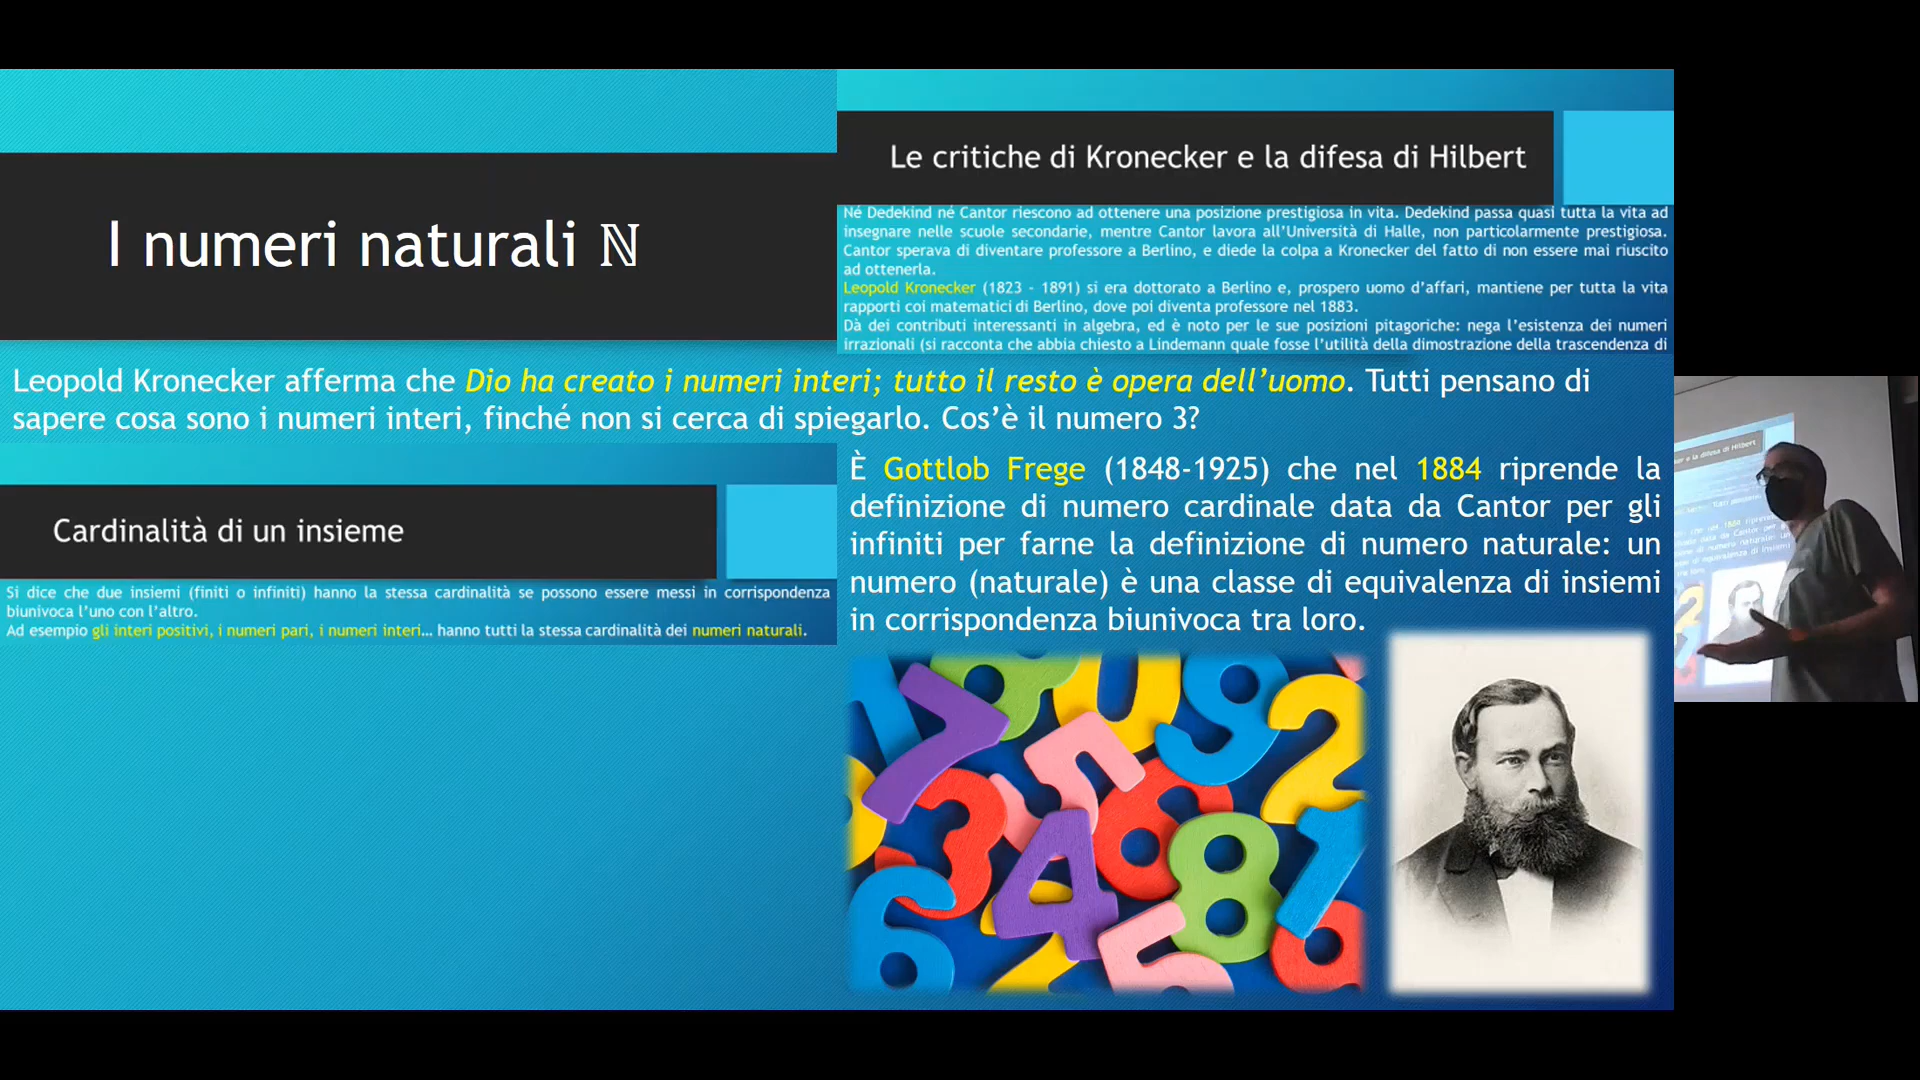 I numeri naturali ℕ
Le critiche di Kronecker e la difesa di Hilbert
Né Dedekind né Cantor riescono ad ottenere una posizione prestigiosa in vita. Dedekind passa quasi tutta la vita ad
insegnare nelle scuole secondarie, mentre Cantor lavora all’Università di Halle, non particolarmente prestigiosa.
Cantor sperava di diventare professore a Berlino, e diede la colpa a Kronecker del fatto di non essere mai riuscito
ad ottenerla.
Leopold Kronecker (1823 - 1891) si era dottorato a Berlino e, prospero uomo d’affari, mantiene per tutta la vita
rapporti coi matematici di Berlino, dove poi diventa professore nel 1883.
Dà dei contributi interessanti in algebra, ed è noto per le sue posizioni pitagoriche: nega l’esistenza dei numeri
irrazionali (si racconta che abbia chiesto a Lindemann quale fosse l’utilità della dimostrazione della trascendenza di
Leopold Kronecker afferma che Dio ha creato i numeri interi; tutto il resto è opera dell’uomo. Tutti pensano di
sapere cosa sono i numeri interi, finché non si cerca di spiegarlo. Cos’è il numero 3?
Cardinalità di un insieme
Si dice che due insiemi (finiti o infiniti) hanno la stessa cardinalità se possono essere messi in corrispondenza
biunivoca l’uno con l’altro.
Ad esempio gli interi positivi, i numeri pari, i numeri interi… hanno tutti la stessa cardinalità dei numeri naturali.
È Gottlob Frege (1848-1925) che nel 1884 riprende la
definizione di numero cardinale data da Cantor per gli
infiniti per farne la definizione di numero naturale: un
numero (naturale) è una classe di equivalenza di insiemi
in corrispondenza biunivoca tra loro.